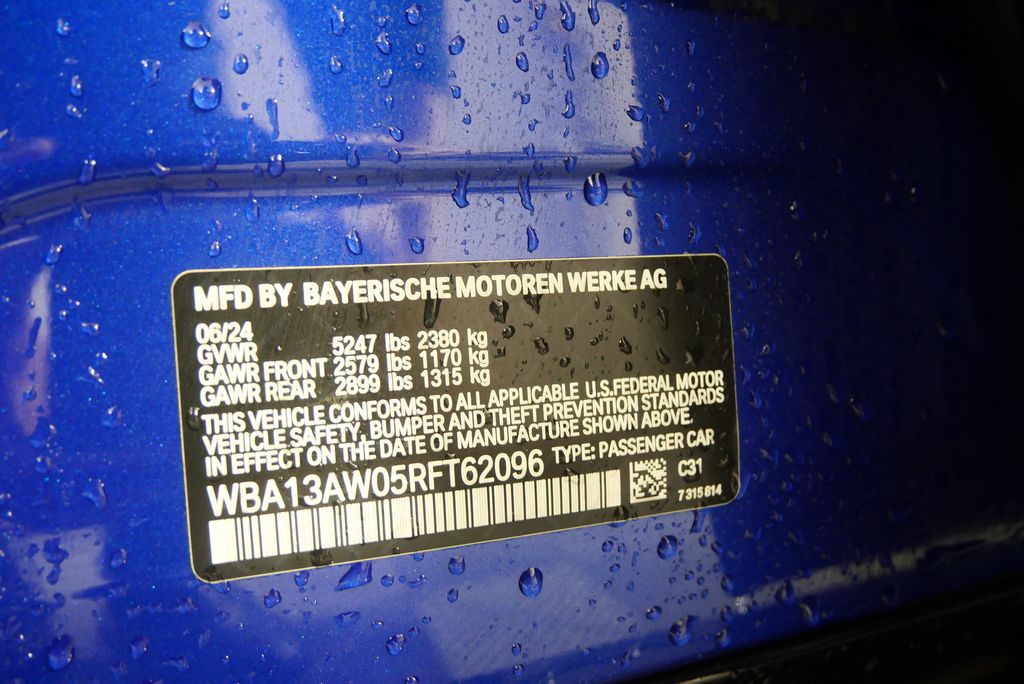 MFD BY BAYERISCHE MOTOREN WERKE AG
06/24
GVWR 5247 lbs 2380 kg
GAWR FRONT 2579 lbs 1170 kg
GAWR REAR 2899 lbs 1315 kg
THIS VEHICLE CONFORMS TO ALL APPLICABLE U.S.FEDERAL MOTOR
VEHICLE SAFETY, BUMPER AND THEFT PREVENTION STANDARDS
IN EFFECT ON THE DATE OF MANUFACTURE SHOWN ABOVE.
WBA13AW05RFT62096 TYPE: PASSENGER CAR
C31
7315814